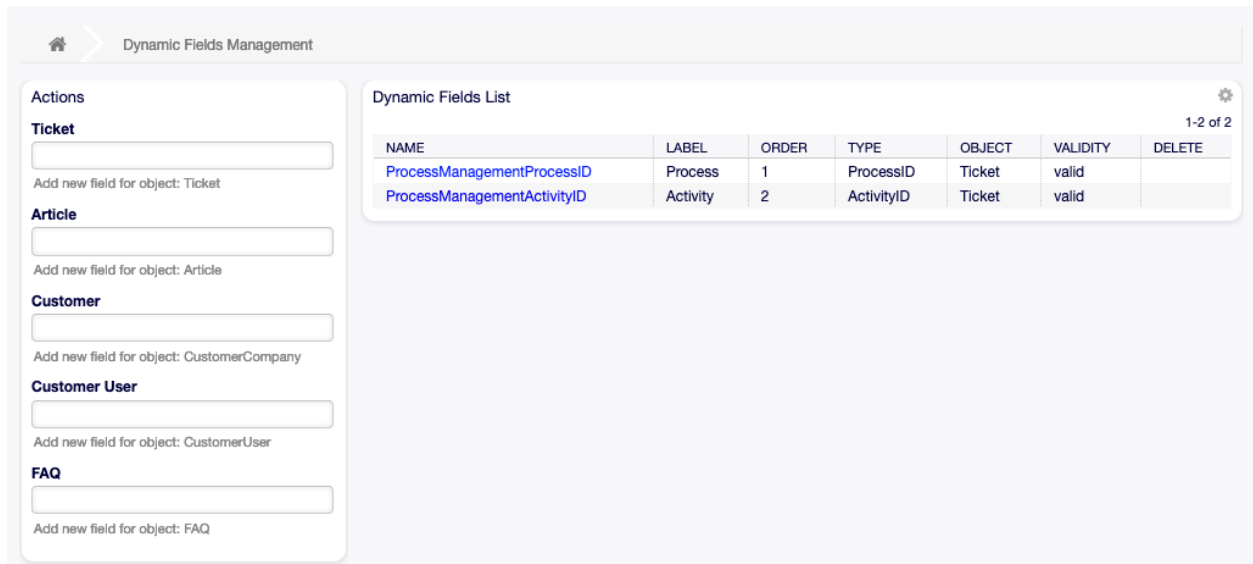 Dynamic Fields Management
Actions
Ticket
Add new field for object: Ticket
Article
Add new field for object: Article
Customer
Add new field for object: CustomerCompany
Customer User
Add new field for object: CustomerUser
FAQ
Add new field for object: FAQ
Dynamic Fields List
1-2 of 2
NAME LABEL ORDER TYPE OBJECT VALIDITY DELETE
ProcessManagementProcessID Process 1 ProcessID Ticket valid
ProcessManagementActivityID Activity 2 ActivityID Ticket valid